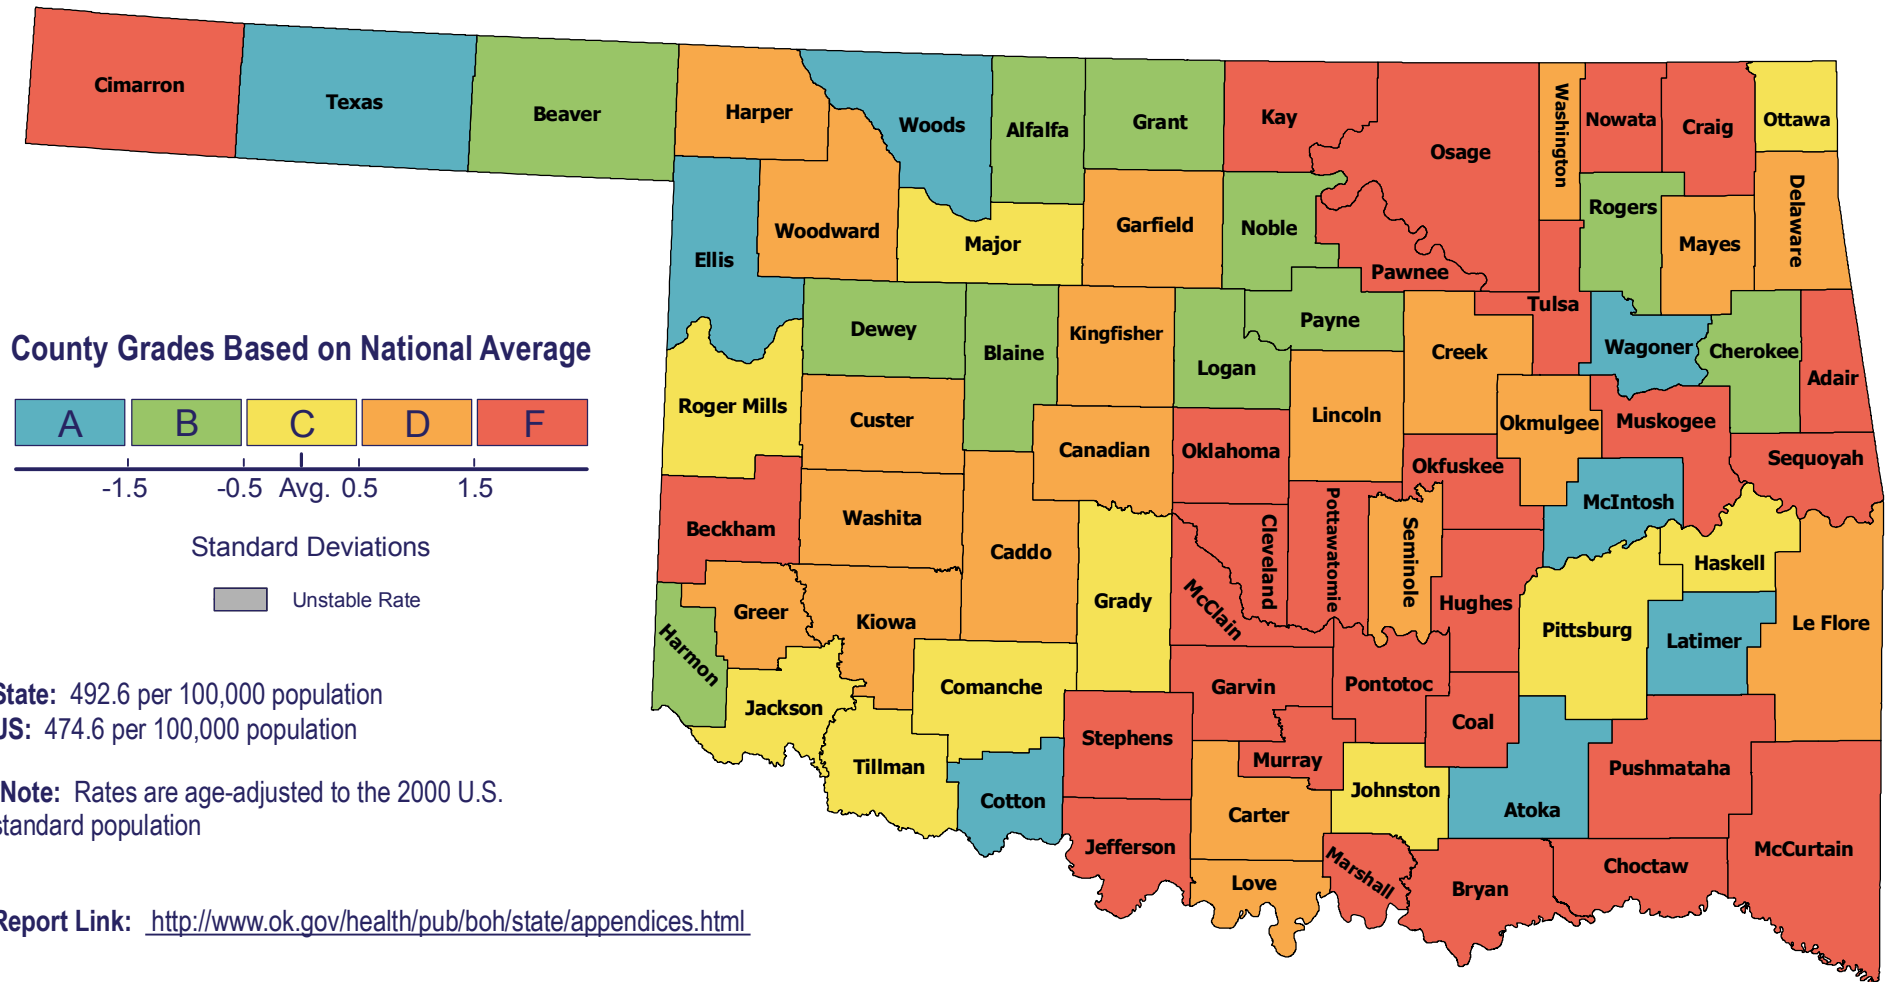 Cimarron
Texas
Beaver
Harper
Woods
Alfalfa
Grant
Kay
Osage
Washington
Nowata
Craig
Ottawa
Ellis
Woodward
Major
Garfield
Noble
Pawnee
Rogers
Mayes
Delaware
Tulsa
Dewey
Blaine
Kingfisher
Logan
Payne
Creek
Wagoner
Cherokee
Adair
County Grades Based on National Average
A B C D F
-1.5 -0.5 Avg. 0.5 1.5
Standard Deviations
Unstable Rate
Roger Mills
Custer
Canadian
Oklahoma
Lincoln
Okfuskee
Okmulgee
Muskogee
Sequoyah
Beckham
Washita
Caddo
Grady
McClain
Cleveland
Pottawatomie
Seminole
Hughes
McIntosh
Haskell
Pittsburg
Latimer
Le Flore
Harmon
Greer
Kiowa
Jackson
Comanche
Tillman
Cotton
Stephens
Garvin
Pontotoc
Coal
Murray
Johnston
Atoka
Pushmataha
Jefferson
Carter
Love
Marshall
Bryan
Choctaw
McCurtain
State: 492.6 per 100,000 population
US: 474.6 per 100,000 population
Note: Rates are age-adjusted to the 2000 U.S.
standard population
Report Link: http://www.ok.gov/health/pub/boh/state/appendices.html